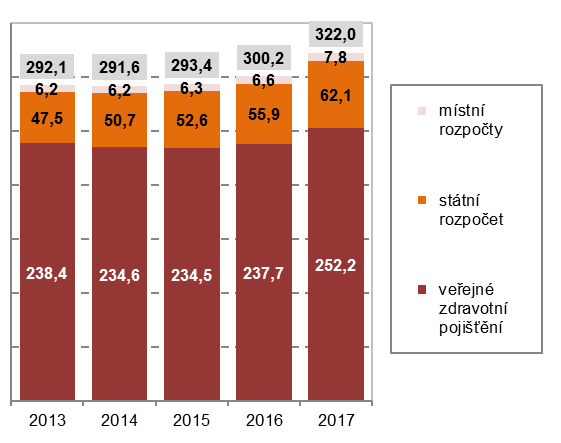 292,1 291,6 293,4 300,2 322,0
6,2 6,2 6,3 6,6 7,8
47,5 50,7 52,6 55,9 62,1
238,4 234,6 234,5 237,7 252,2
2013 2014 2015 2016 2017
místní
rozpočty
státní
rozpočet
veřejné
zdravotní
pojišťění